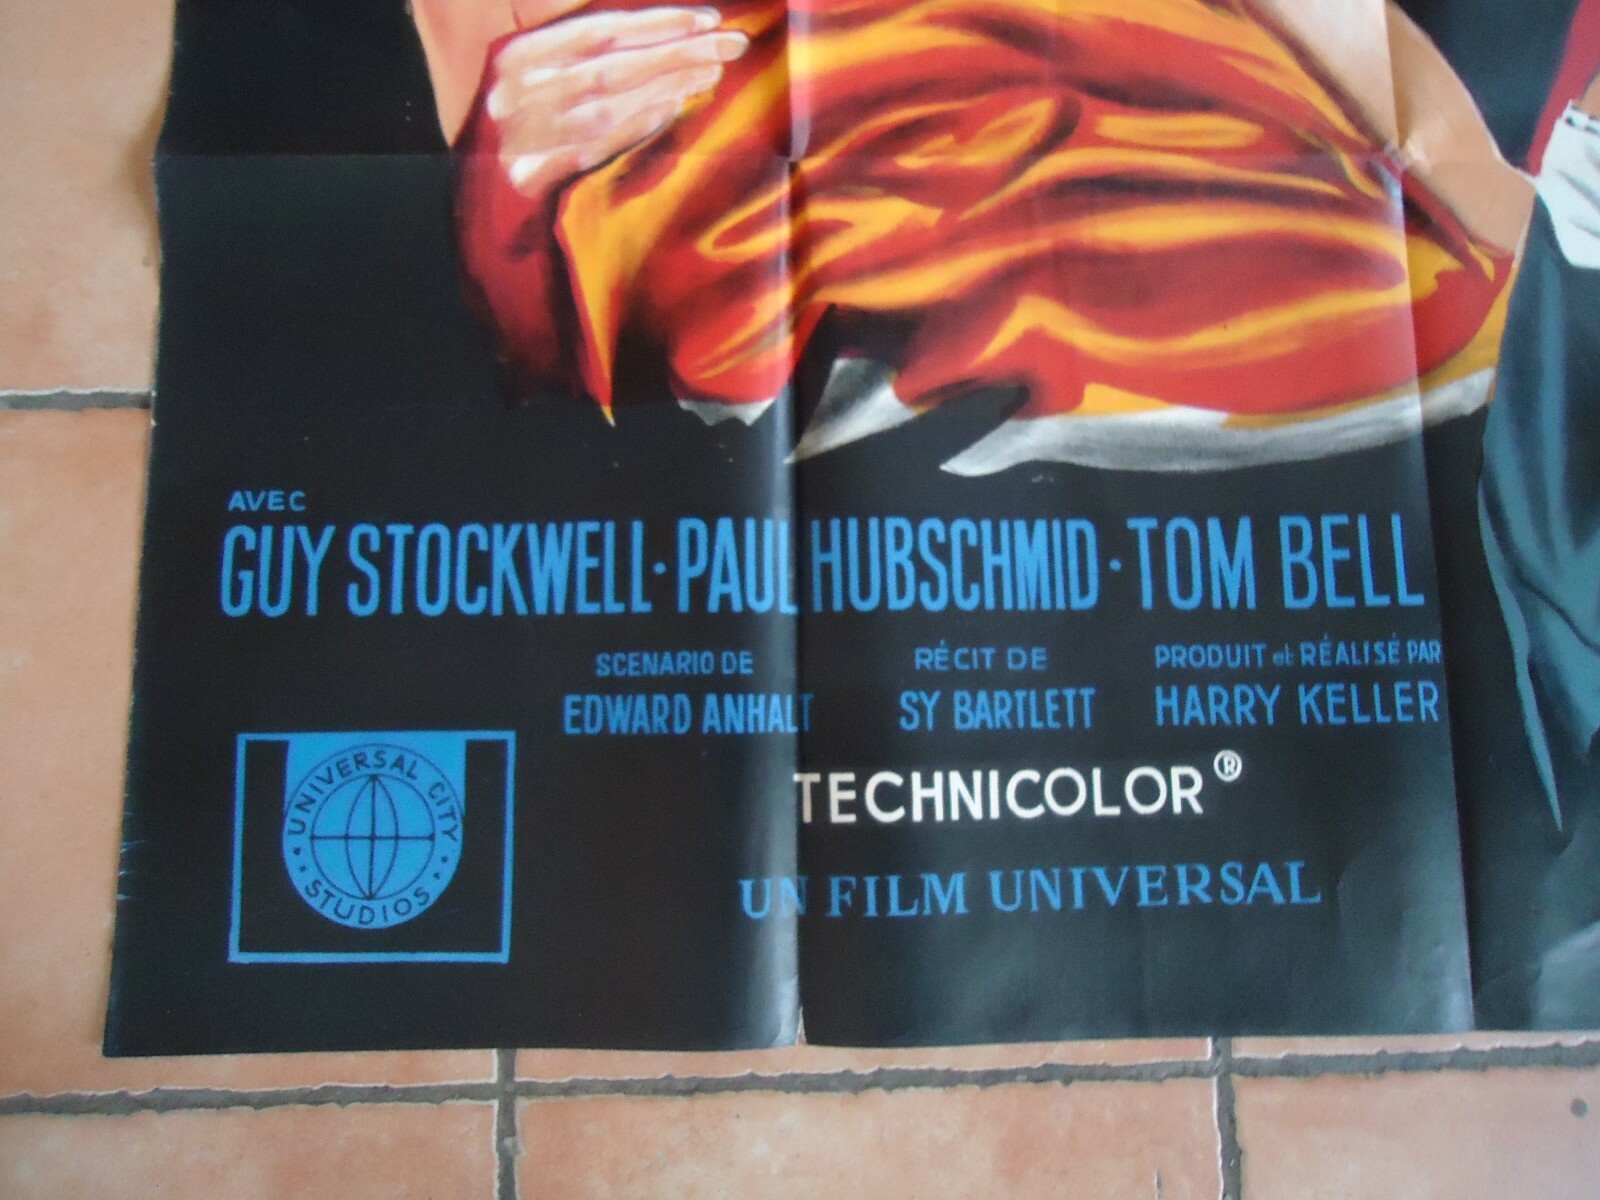 AVEC
GUY STOCKWELL · PAUL HUBSCHMID · TOM BELL
SCENARIO DE RÉCIT DE PRODUIT et RÉALISÉ PAR
EDWARD ANHALT SY BARTLETT HARRY KELLER
UNIVERSAL CITY
· STUDIOS ·
TECHNICOLOR®
UN FILM UNIVERSAL